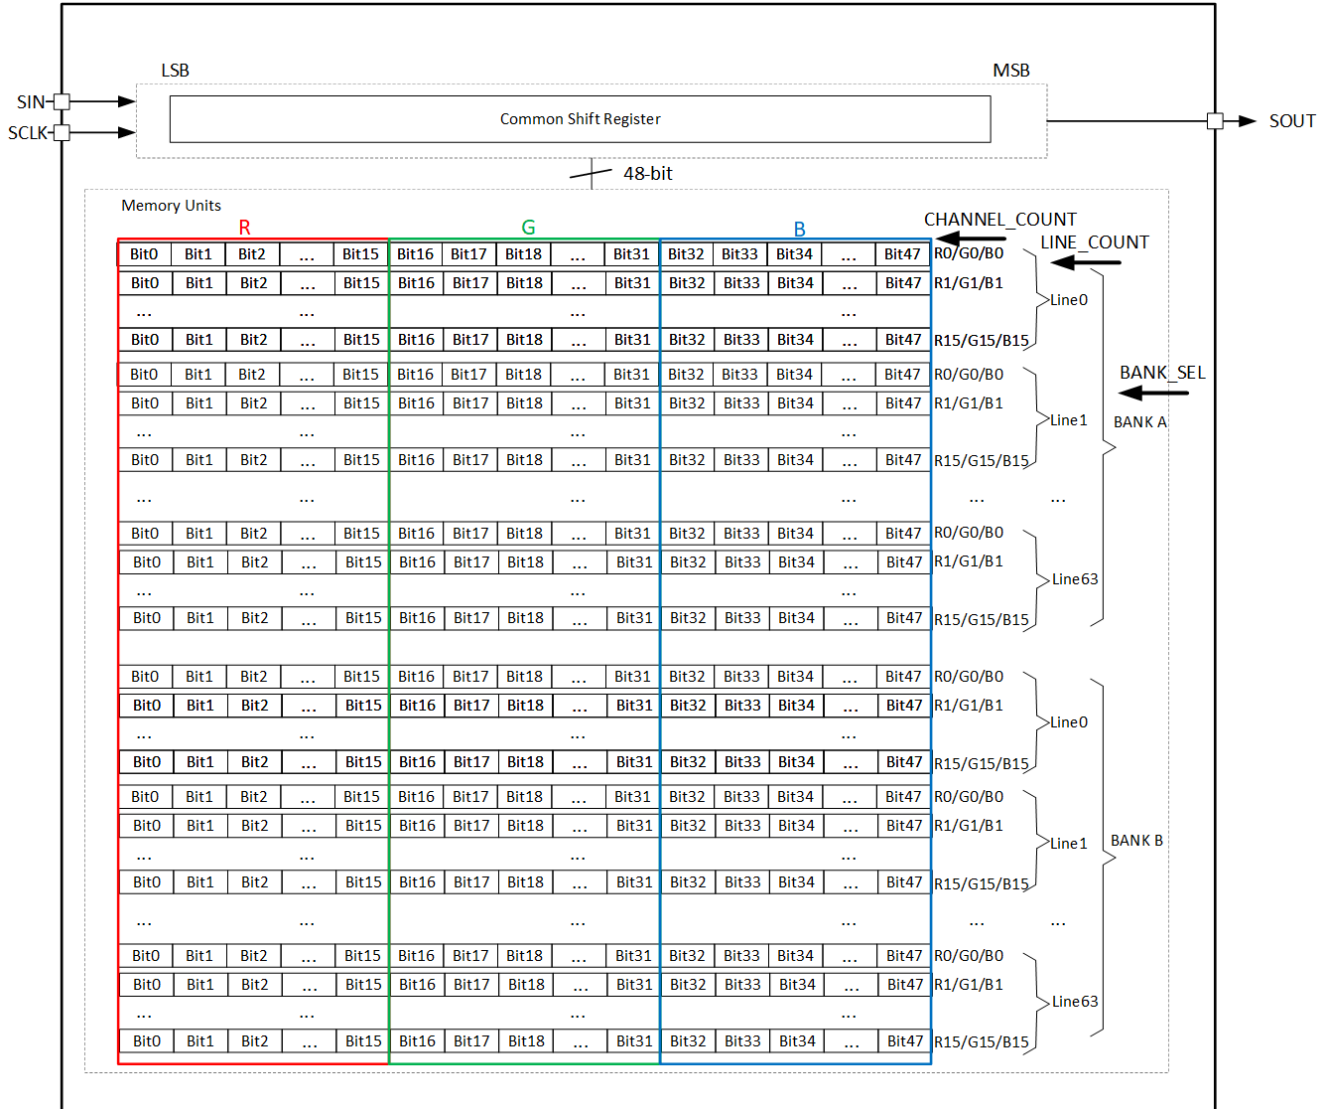 LSB MSB
SIN
SCLK
Common Shift Register
SOUT
48-bit
Memory Units
R G B
CHANNEL_COUNT
LINE_COUNT
Bit0 Bit1 Bit2 ... Bit15 Bit16 Bit17 Bit18 ... Bit31 Bit32 Bit33 Bit34 ... Bit47 R0/G0/B0
Bit0 Bit1 Bit2 ... Bit15 Bit16 Bit17 Bit18 ... Bit31 Bit32 Bit33 Bit34 ... Bit47 R1/G1/B1
Line0
... ... ... ...
Bit0 Bit1 Bit2 ... Bit15 Bit16 Bit17 Bit18 ... Bit31 Bit32 Bit33 Bit34 ... Bit47 R15/G15/B15
Bit0 Bit1 Bit2 ... Bit15 Bit16 Bit17 Bit18 ... Bit31 Bit32 Bit33 Bit34 ... Bit47 R0/G0/B0
BANK_SEL
Bit0 Bit1 Bit2 ... Bit15 Bit16 Bit17 Bit18 ... Bit31 Bit32 Bit33 Bit34 ... Bit47 R1/G1/B1
Line1 BANK A
... ... ... ...
Bit0 Bit1 Bit2 ... Bit15 Bit16 Bit17 Bit18 ... Bit31 Bit32 Bit33 Bit34 ... Bit47 R15/G15/B15
... ... ... ... ... ...
Bit0 Bit1 Bit2 ... Bit15 Bit16 Bit17 Bit18 ... Bit31 Bit32 Bit33 Bit34 ... Bit47 R0/G0/B0
Bit0 Bit1 Bit2 ... Bit15 Bit16 Bit17 Bit18 ... Bit31 Bit32 Bit33 Bit34 ... Bit47 R1/G1/B1
Line63
... ... ... ...
Bit0 Bit1 Bit2 ... Bit15 Bit16 Bit17 Bit18 ... Bit31 Bit32 Bit33 Bit34 ... Bit47 R15/G15/B15
Bit0 Bit1 Bit2 ... Bit15 Bit16 Bit17 Bit18 ... Bit31 Bit32 Bit33 Bit34 ... Bit47 R0/G0/B0
Bit0 Bit1 Bit2 ... Bit15 Bit16 Bit17 Bit18 ... Bit31 Bit32 Bit33 Bit34 ... Bit47 R1/G1/B1
Line0
... ... ... ...
Bit0 Bit1 Bit2 ... Bit15 Bit16 Bit17 Bit18 ... Bit31 Bit32 Bit33 Bit34 ... Bit47 R15/G15/B15
Bit0 Bit1 Bit2 ... Bit15 Bit16 Bit17 Bit18 ... Bit31 Bit32 Bit33 Bit34 ... Bit47 R0/G0/B0
Bit0 Bit1 Bit2 ... Bit15 Bit16 Bit17 Bit18 ... Bit31 Bit32 Bit33 Bit34 ... Bit47 R1/G1/B1
Line1 BANK B
... ... ... ...
Bit0 Bit1 Bit2 ... Bit15 Bit16 Bit17 Bit18 ... Bit31 Bit32 Bit33 Bit34 ... Bit47 R15/G15/B15
... ... ... ... ... ...
Bit0 Bit1 Bit2 ... Bit15 Bit16 Bit17 Bit18 ... Bit31 Bit32 Bit33 Bit34 ... Bit47 R0/G0/B0
Bit0 Bit1 Bit2 ... Bit15 Bit16 Bit17 Bit18 ... Bit31 Bit32 Bit33 Bit34 ... Bit47 R1/G1/B1
Line63
... ... ... ...
Bit0 Bit1 Bit2 ... Bit15 Bit16 Bit17 Bit18 ... Bit31 Bit32 Bit33 Bit34 ... Bit47 R15/G15/B15